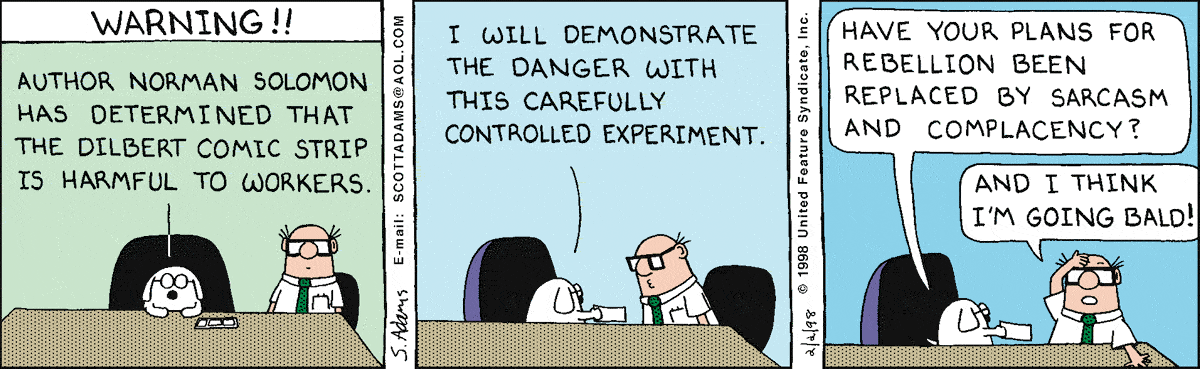 WARNING!!
AUTHOR NORMAN SOLOMON
HAS DETERMINED THAT
THE DILBERT COMIC STRIP
IS HARMFUL TO WORKERS.
S.Adams E-mail: SCOTTADAMS@AOL.COM
I WILL DEMONSTRATE
THE DANGER WITH
THIS CAREFULLY
CONTROLLED EXPERIMENT.
2/2/98 © 1998 United Feature Syndicate, Inc.
HAVE YOUR PLANS FOR
REBELLION BEEN
REPLACED BY SARCASM
AND COMPLACENCY?
AND I THINK
I'M GOING BALD!